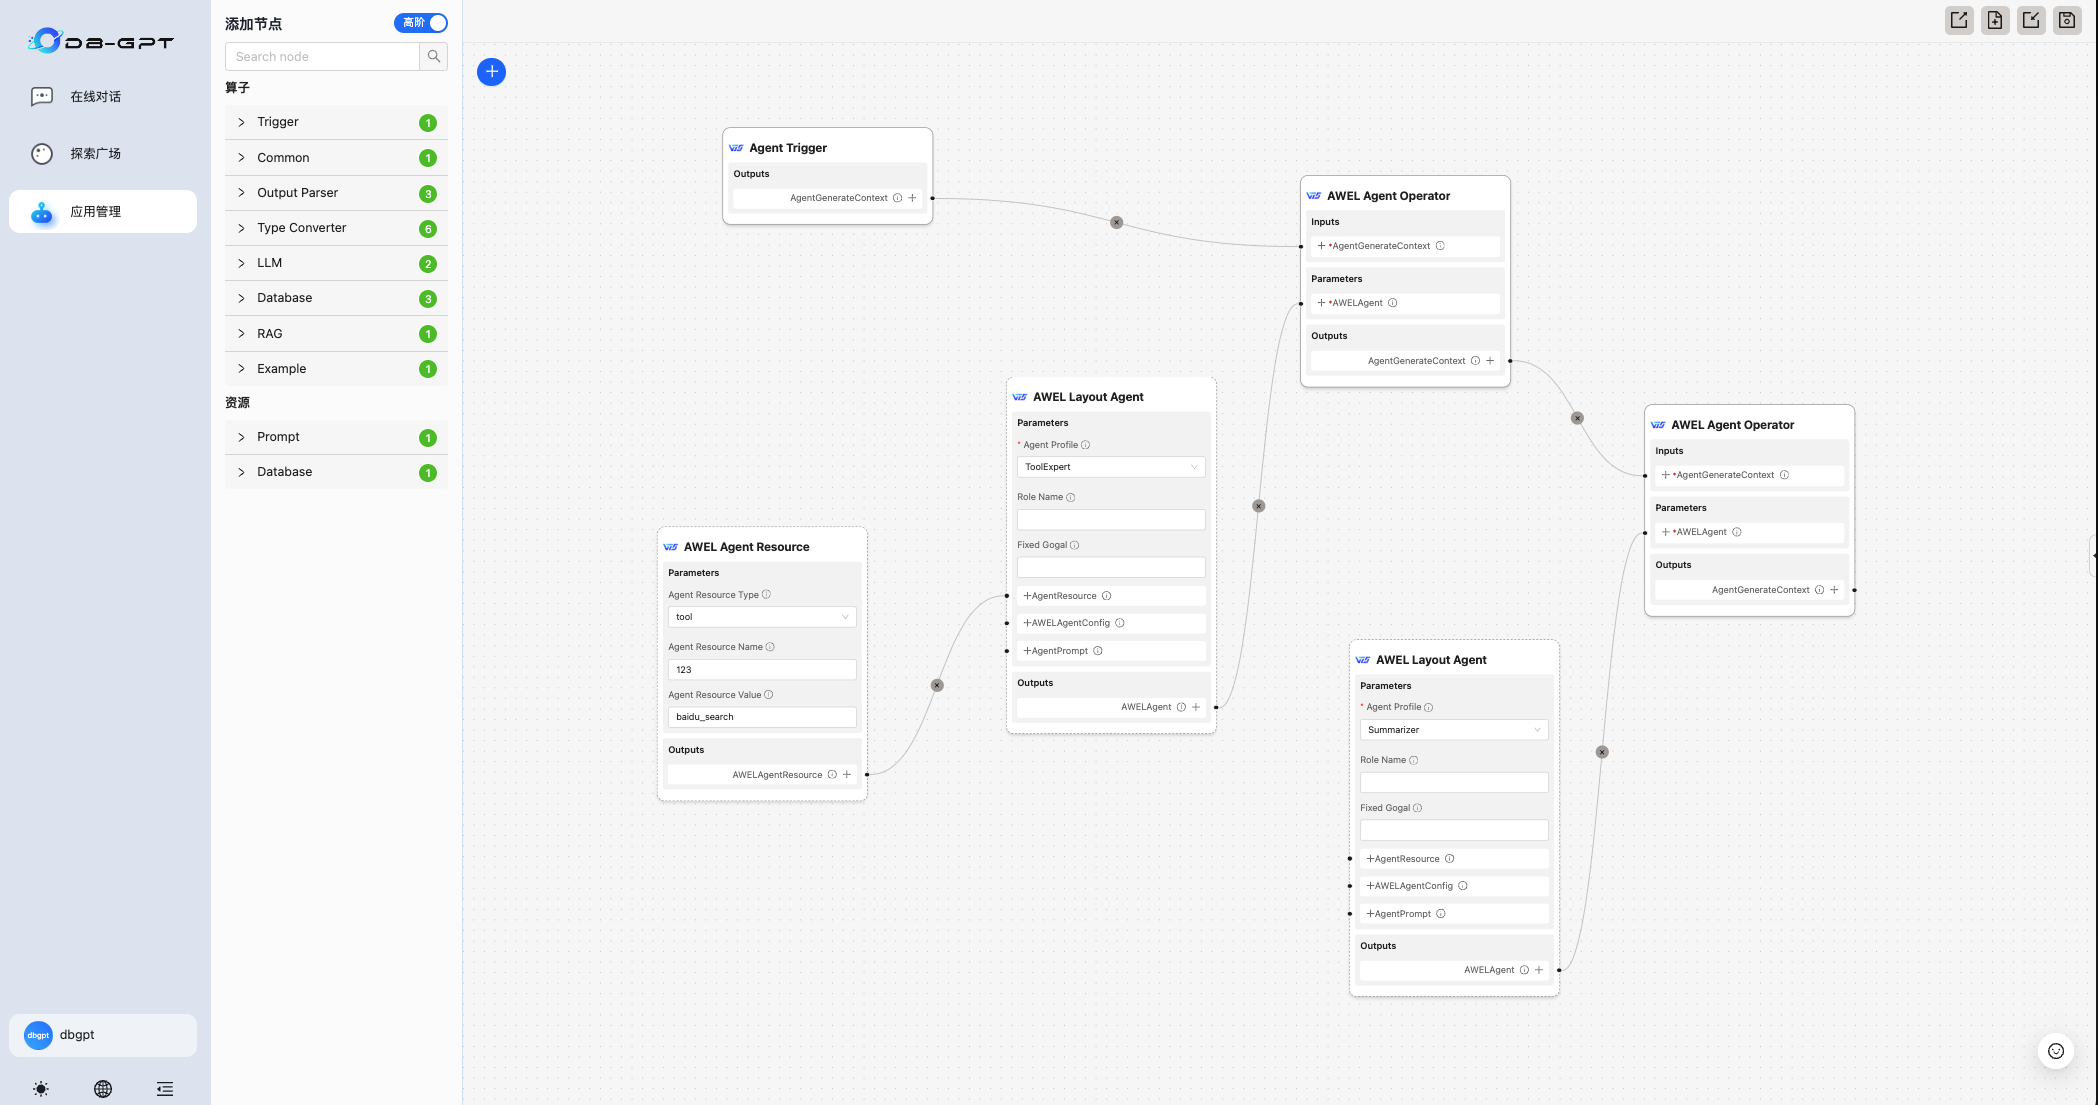 DB-GPT
在线对话
探索广场
应用管理
dbgpt
dbgpt
添加节点
高阶
Search node
算子
Trigger 1
Common 1
Output Parser 3
Type Converter 6
LLM 2
Database 3
RAG 1
Example 1
资源
Prompt 1
Database 1
Agent Trigger
Outputs
AgentGenerateContext
AWEL Agent Operator
Inputs
*AgentGenerateContext
Parameters
*AWELAgent
Outputs
AgentGenerateContext
AWEL Layout Agent
Parameters
* Agent Profile
ToolExpert
Role Name
Fixed Gogal
AgentResource
AWELAgentConfig
AgentPrompt
Outputs
AWELAgent
AWEL Agent Resource
Parameters
Agent Resource Type
tool
Agent Resource Name
123
Agent Resource Value
baidu_search
Outputs
AWELAgentResource
AWEL Agent Operator
Inputs
*AgentGenerateContext
Parameters
*AWELAgent
Outputs
AgentGenerateContext
AWEL Layout Agent
Parameters
* Agent Profile
Summarizer
Role Name
Fixed Gogal
AgentResource
AWELAgentConfig
AgentPrompt
Outputs
AWELAgent